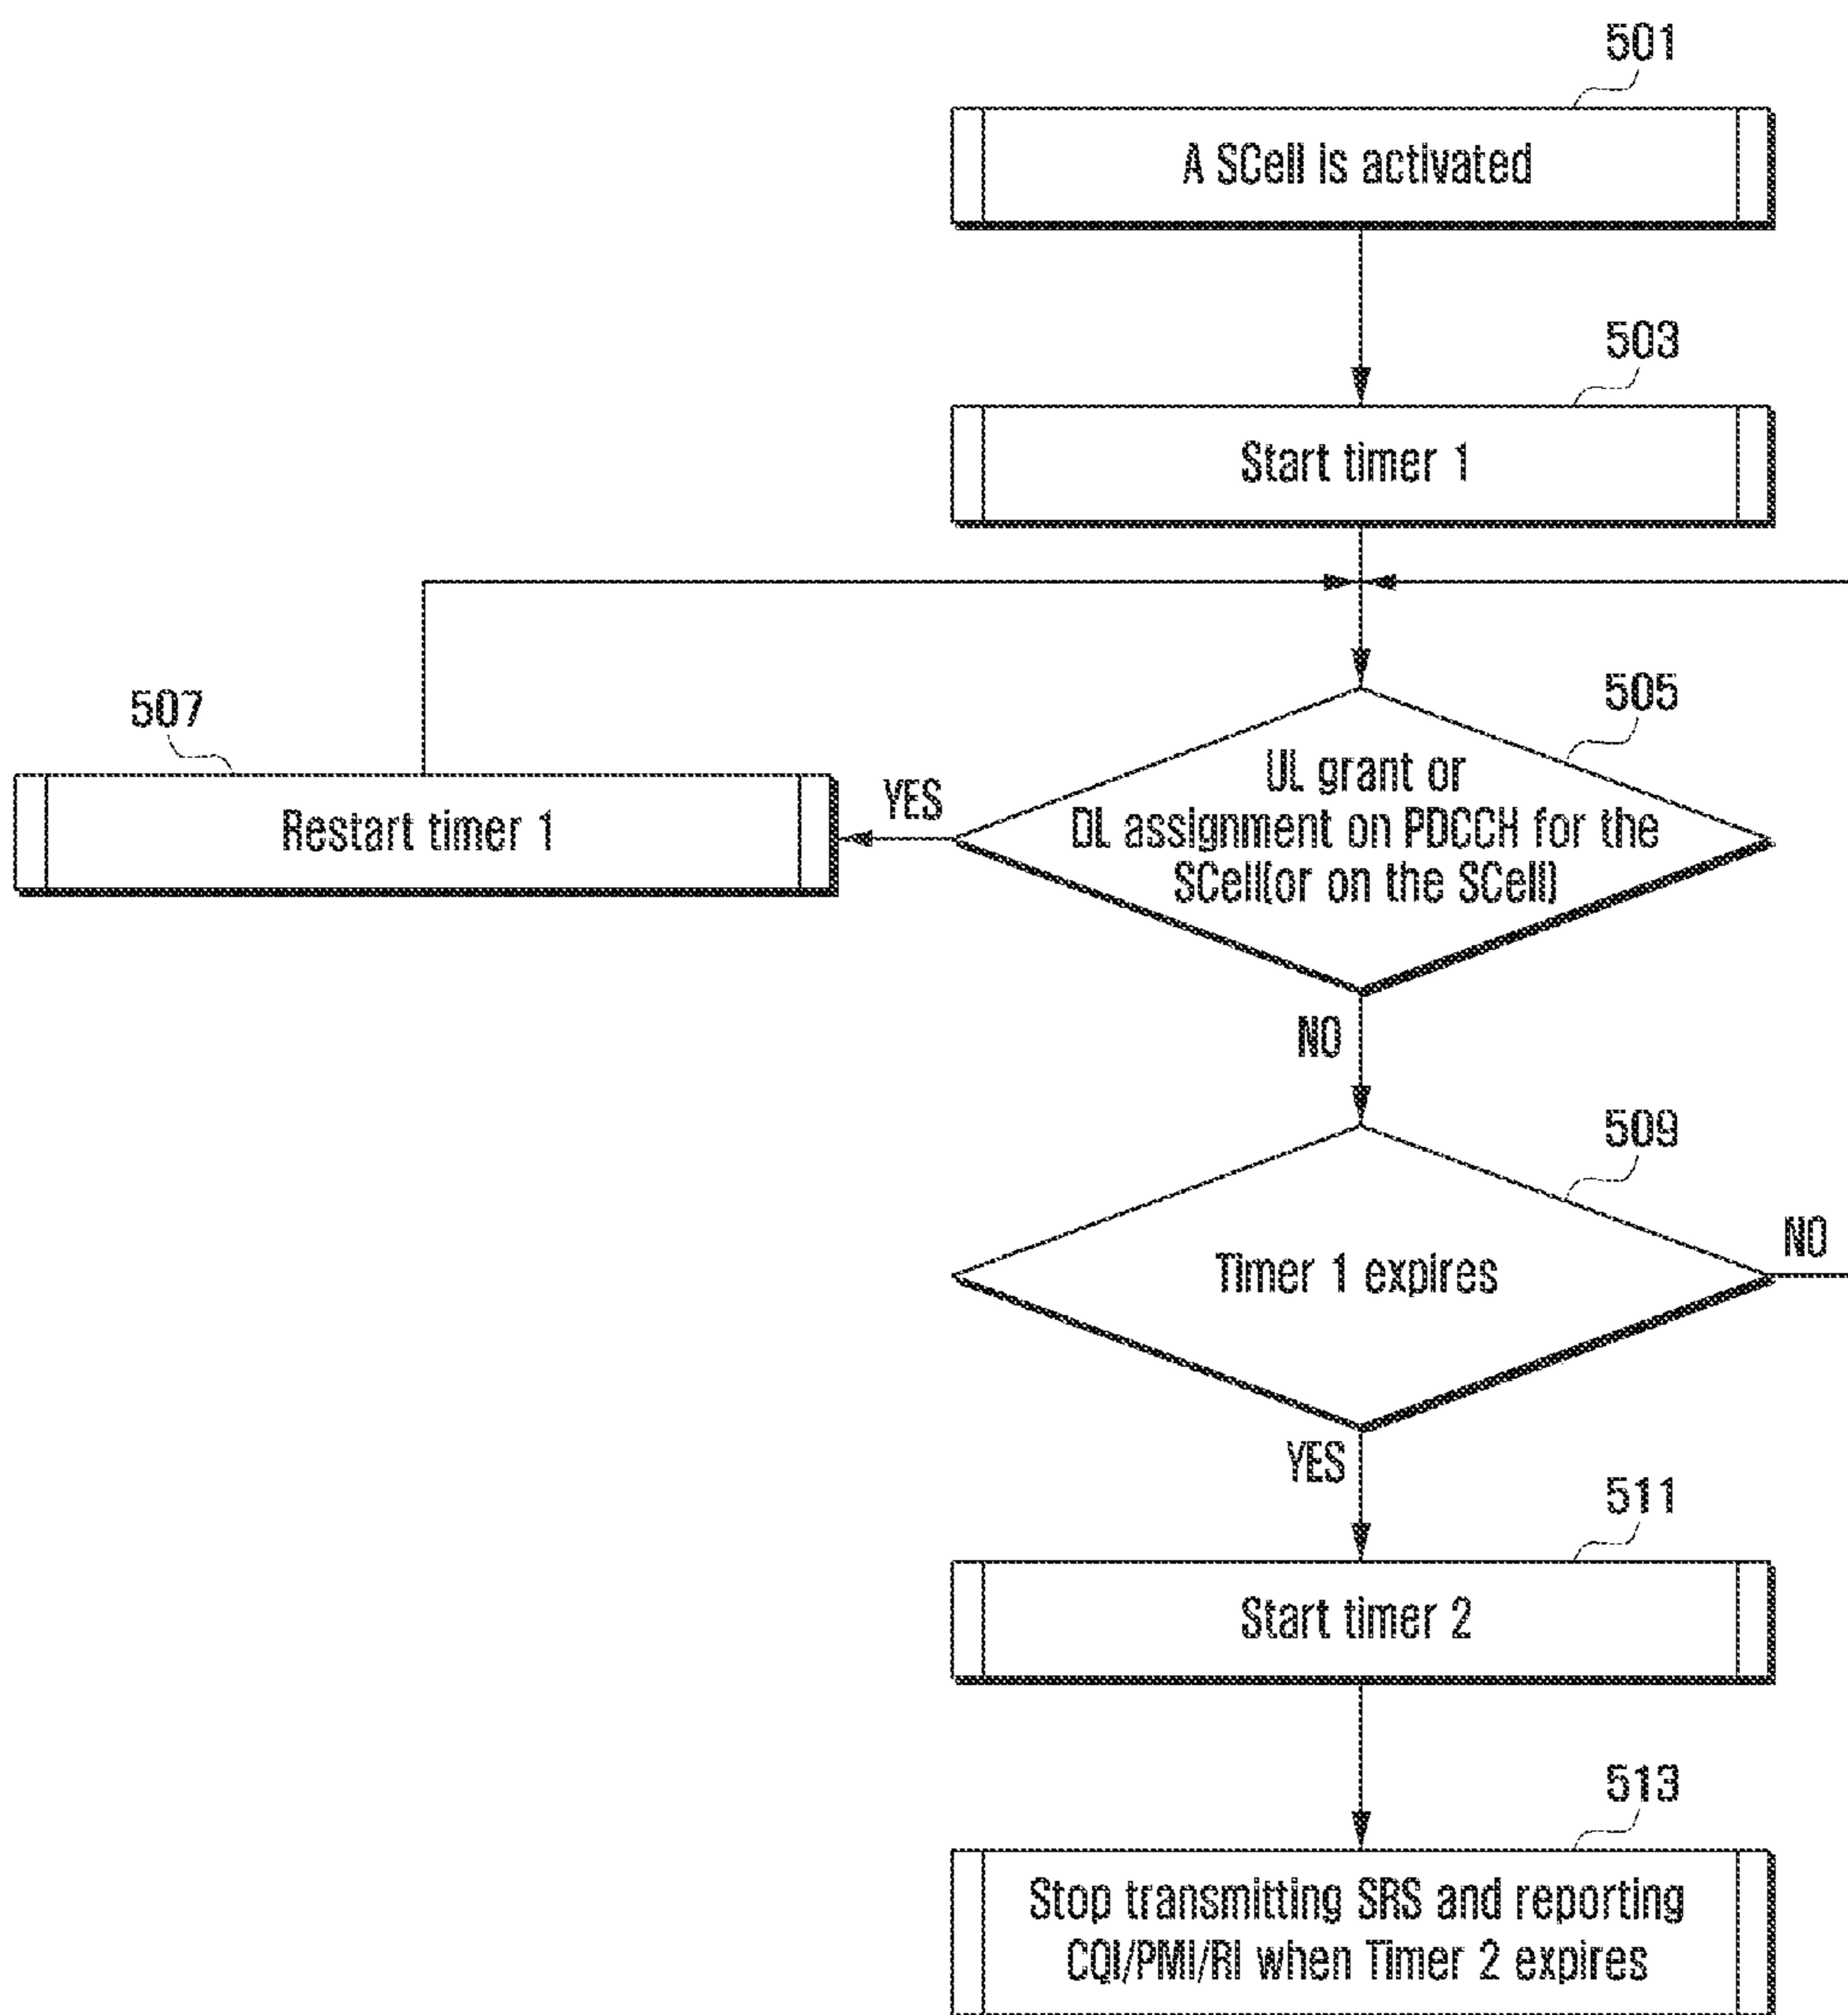 501
A SCell is activated
503
Start timer 1
505
507
UL grant or
DL assignment on PDCCH for the
SCell(or on the SCell)
YES
Restart timer 1
NO
509
Timer 1 expires
NO
YES
511
Start timer 2
513
Stop transmitting SRS and reporting
CQI/PMI/RI when Timer 2 expires